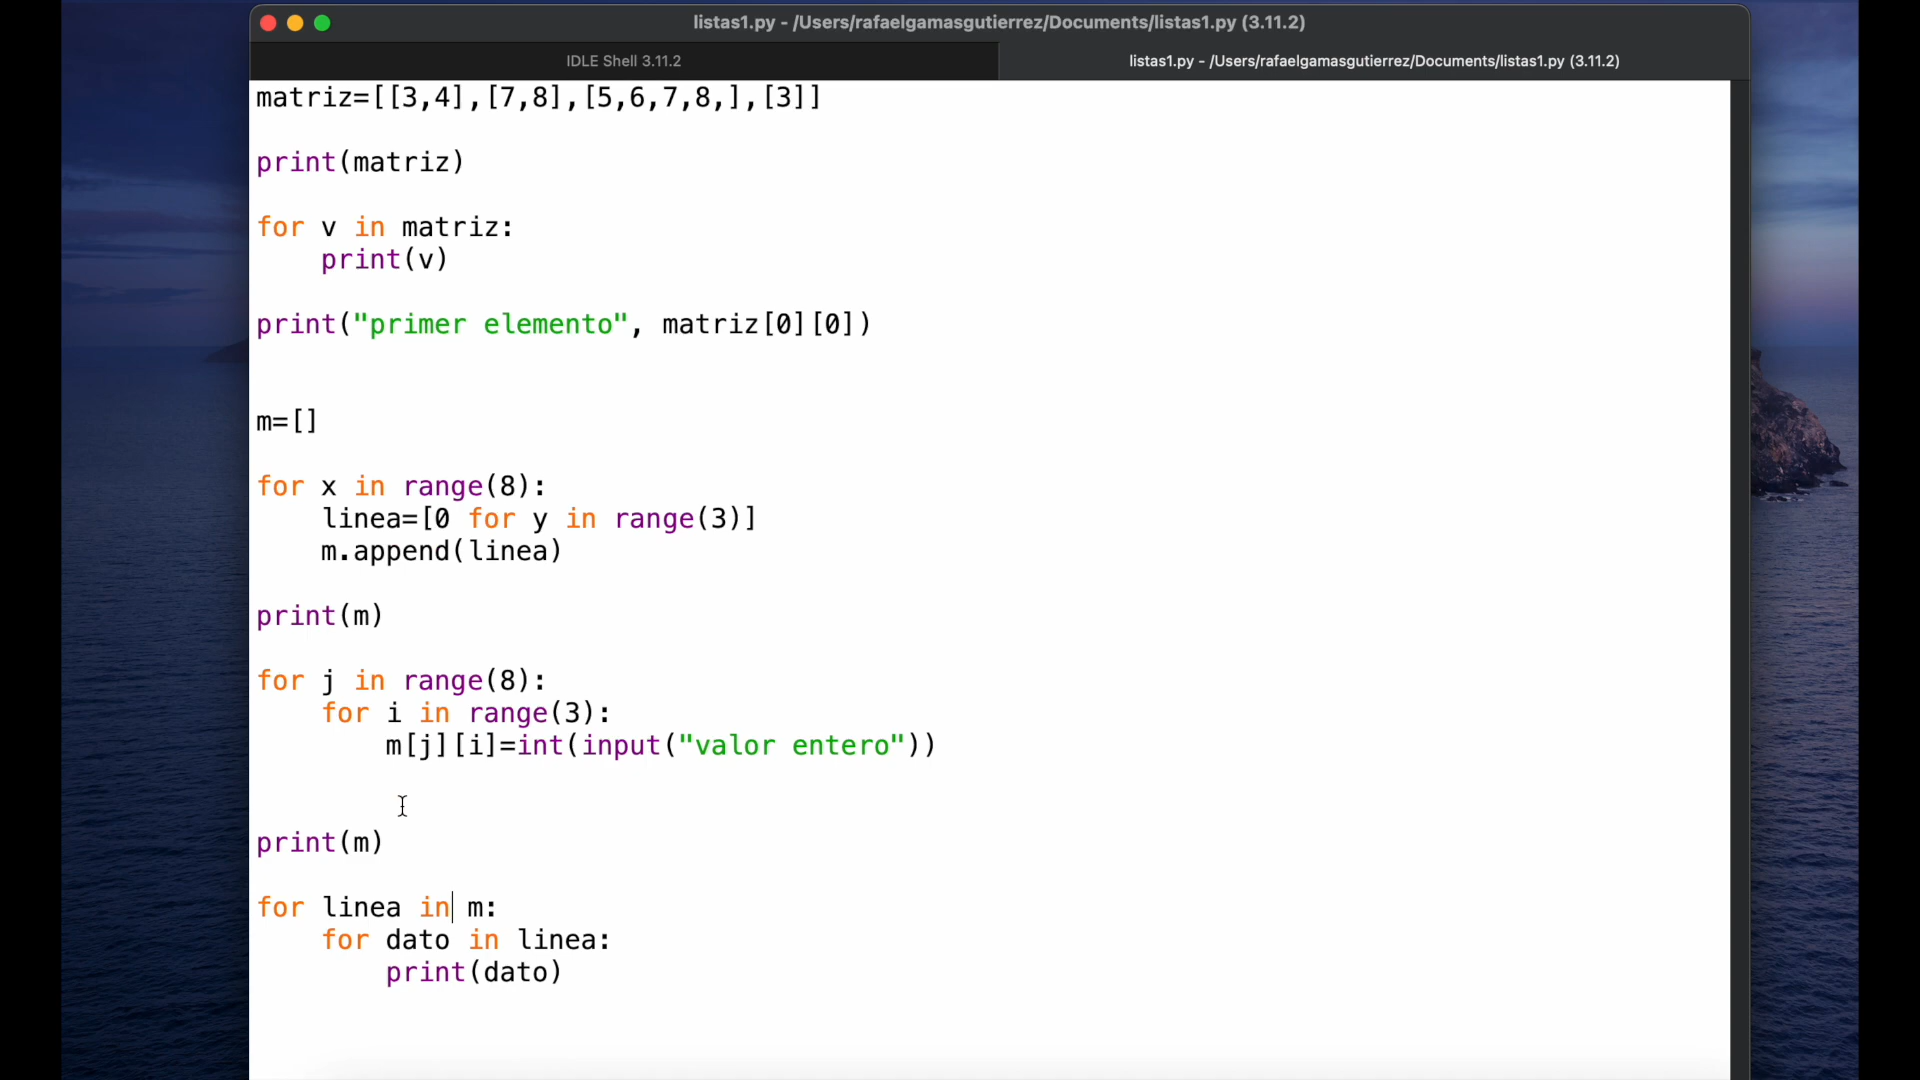 listas1.py - /Users/rafaelgamasgutierrez/Documents/listas1.py (3.11.2)
IDLE Shell 3.11.2
listas1.py - /Users/rafaelgamasgutierrez/Documents/listas1.py (3.11.2)
matriz=[[3,4],[7,8],[5,6,7,8,],[3]]
print(matriz)
for v in matriz:
    print(v)
print("primer elemento", matriz[0][0])
m=[]
for x in range(8):
    linea=[0 for y in range(3)]
    m.append(linea)
print(m)
for j in range(8):
    for i in range(3):
        m[j][i]=int(input("valor entero"))
print(m)
for linea in m:
    for dato in linea:
        print(dato)